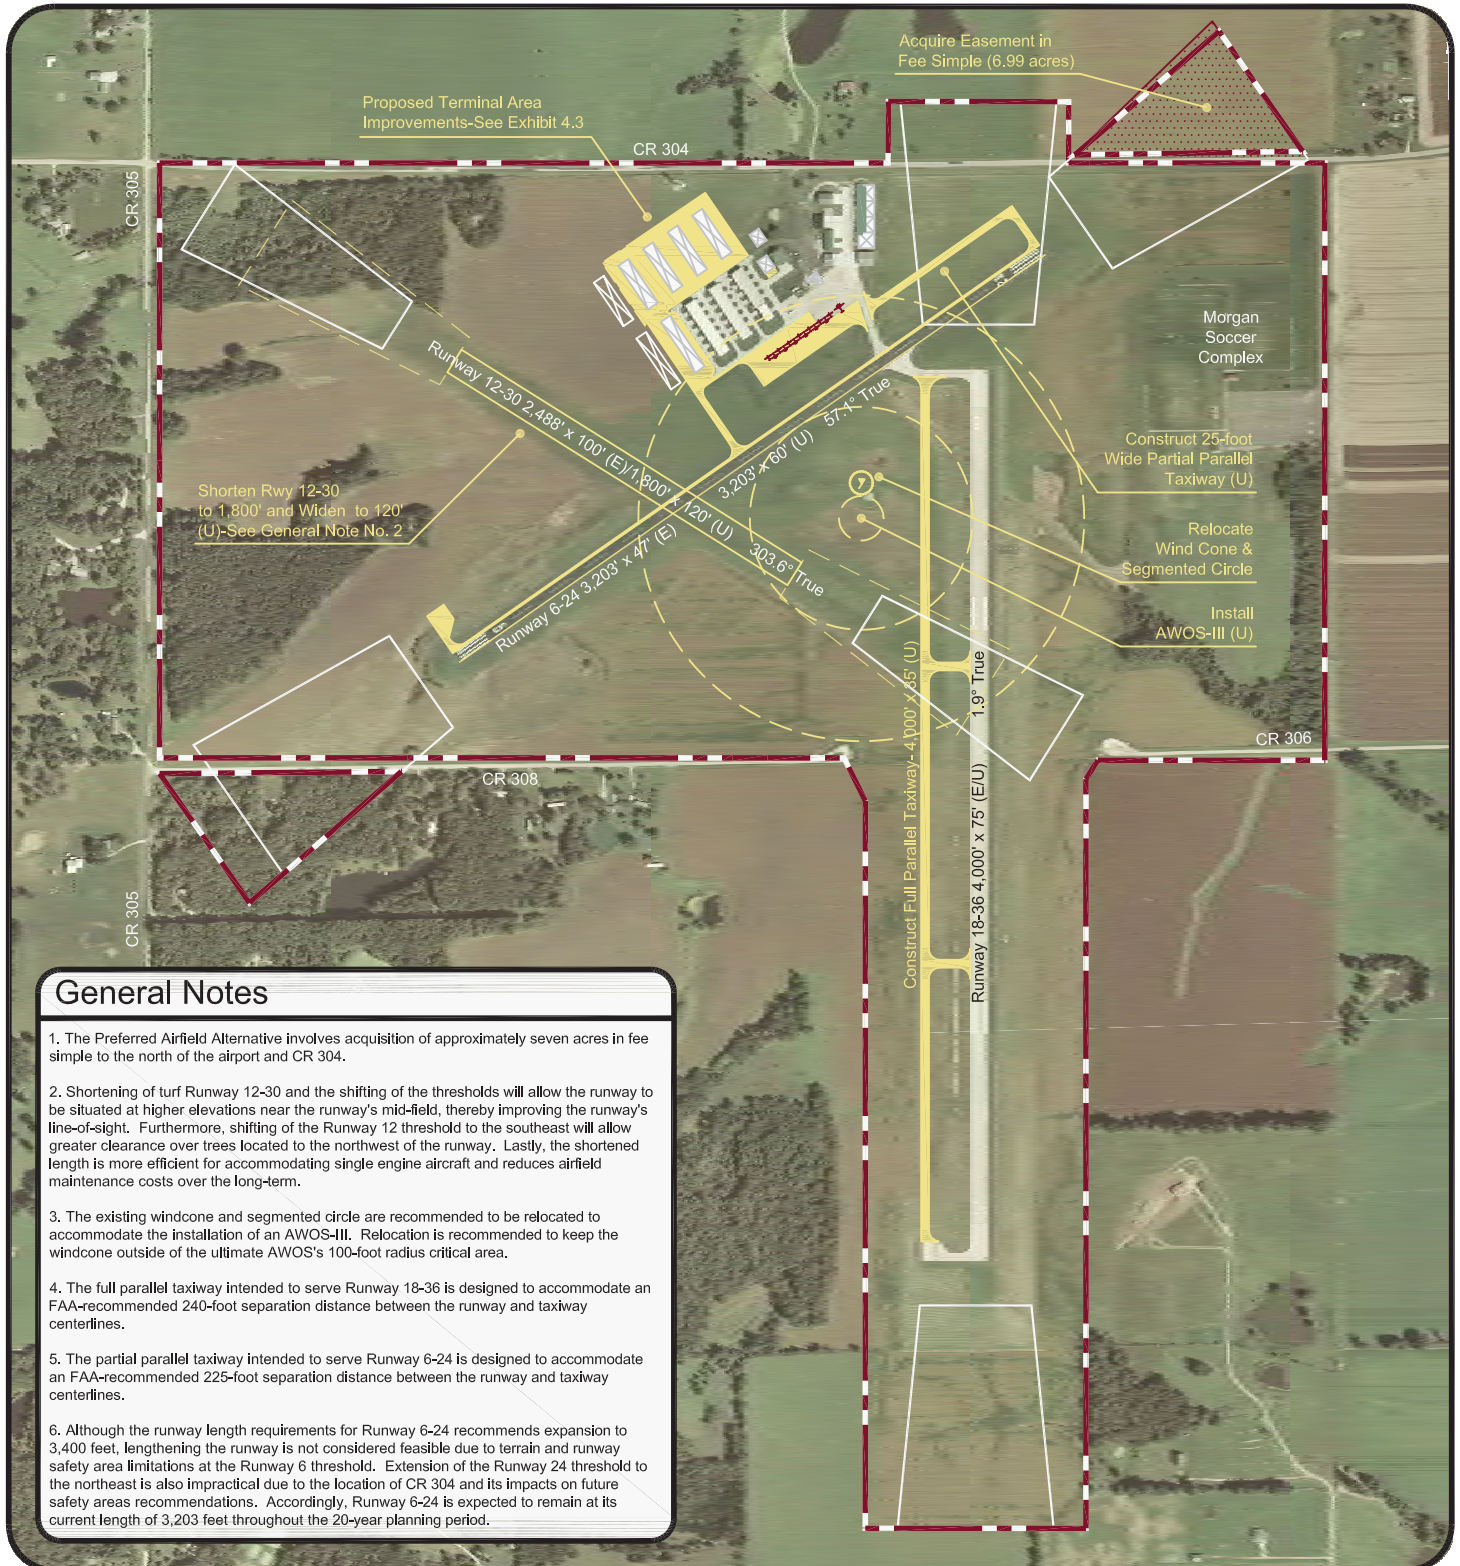 Acquire Easement in
Fee Simple (6.99 acres)
Proposed Terminal Area
Improvements-See Exhibit 4.3
CR 304
CR 305
Morgan
Soccer
Complex
Runway 12-30 2,488' x 100' (E)/1,800' x 120' (U) 303.6° True
Runway 6-24 3,203' x 47' (E)
3,203' x 60' (U) 57.1° True
Construct 25-foot
Wide Partial Parallel
Taxiway (U)
Shorten Rwy 12-30
to 1,800' and Widen to 120'
(U)-See General Note No. 2
Relocate
Wind Cone &
Segmented Circle
Install
AWOS-III (U)
CR 306
CR 308
Construct Full Parallel Taxiway- 4,000' x 35' (U)
Runway 18-36 4,000' x 75' (E/U) 1.9° True
CR 305
General Notes
1. The Preferred Airfield Alternative involves acquisition of approximately seven acres in fee
simple to the north of the airport and CR 304.
2. Shortening of turf Runway 12-30 and the shifting of the thresholds will allow the runway to
be situated at higher elevations near the runway's mid-field, thereby improving the runway's
line-of-sight. Furthermore, shifting of the Runway 12 threshold to the southeast will allow
greater clearance over trees located to the northwest of the runway. Lastly, the shortened
length is more efficient for accommodating single engine aircraft and reduces airfield
maintenance costs over the long-term.
3. The existing windcone and segmented circle are recommended to be relocated to
accommodate the installation of an AWOS-III. Relocation is recommended to keep the
windcone outside of the ultimate AWOS's 100-foot radius critical area.
4. The full parallel taxiway intended to serve Runway 18-36 is designed to accommodate an
FAA-recommended 240-foot separation distance between the runway and taxiway
centerlines.
5. The partial parallel taxiway intended to serve Runway 6-24 is designed to accommodate
an FAA-recommended 225-foot separation distance between the runway and taxiway
centerlines.
6. Although the runway length requirements for Runway 6-24 recommends expansion to
3,400 feet, lengthening the runway is not considered feasible due to terrain and runway
safety area limitations at the Runway 6 threshold. Extension of the Runway 24 threshold to
the northeast is also impractical due to the location of CR 304 and its impacts on future
safety areas recommendations. Accordingly, Runway 6-24 is expected to remain at its
current length of 3,203 feet throughout the 20-year planning period.